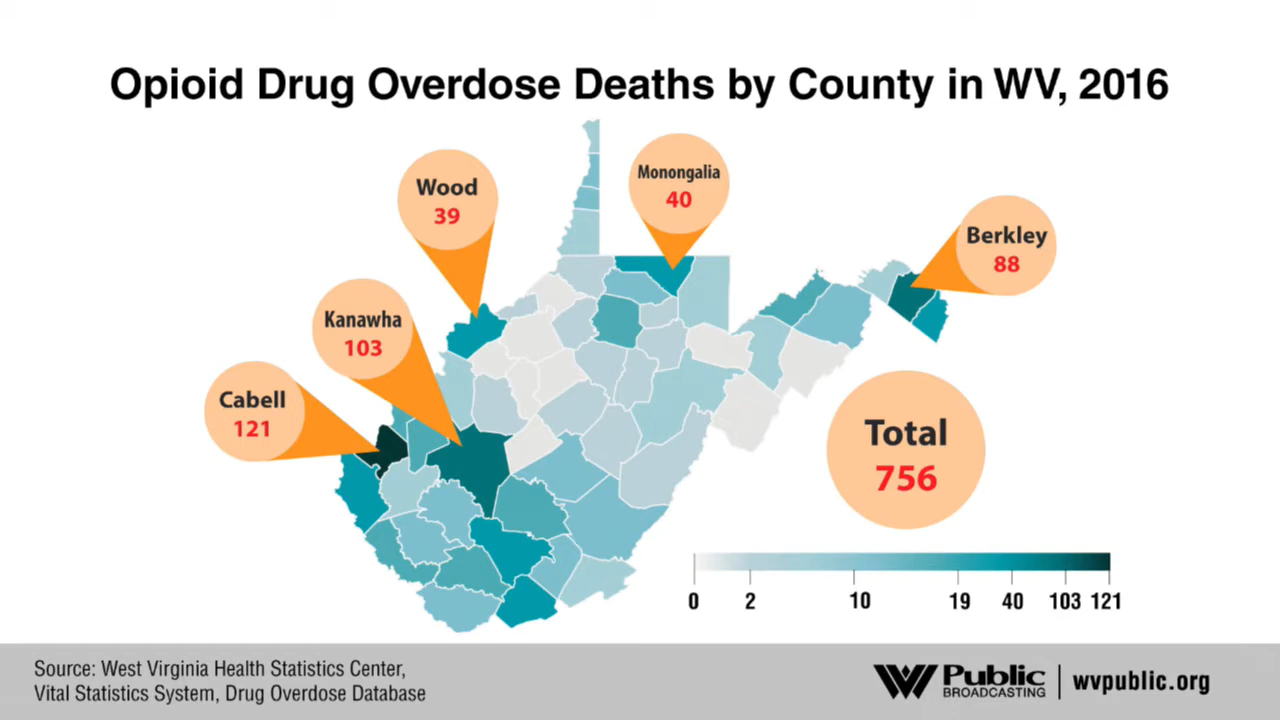 Opioid Drug Overdose Deaths by County in WV, 2016
Wood
39
Monongalia
40
Berkley
88
Kanawha
103
Cabell
121
Total
756
0 2 10 19 40 103 121
Source: West Virginia Health Statistics Center,
Vital Statistics System, Drug Overdose Database
Public
BROADCASTING
wvpublic.org